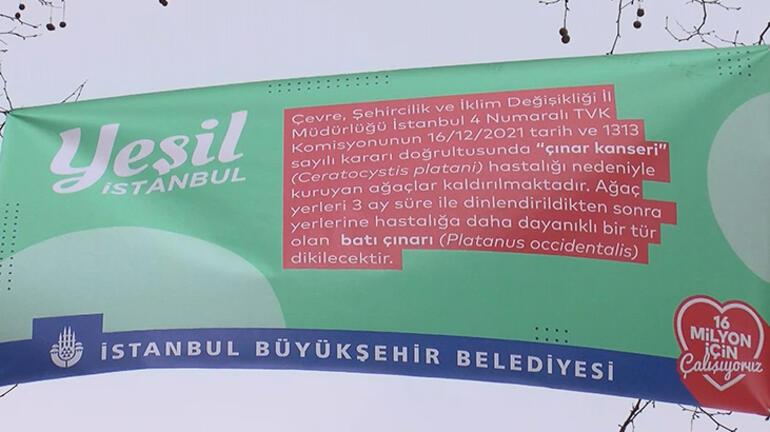 Yeşil
İSTANBUL
Çevre, Şehircilik ve İklim Değişikliği İl
Müdürlüğü İstanbul 4 Numaralı TVK
Komisyonunun 16/12/2021 tarih ve 1313
sayılı kararı doğrultusunda “çınar kanseri”
(Ceratocystis platani) hastalığı nedeniyle
kuruyan ağaçlar kaldırılmaktadır. Ağaç
yerleri 3 ay süre ile dinlendirildikten sonra
yerlerine hastalığa daha dayanıklı bir tür
olan batı çınarı (Platanus occidentalis)
dikilecektir.
İSTANBUL BÜYÜKŞEHİR BELEDİYESİ
16
MİLYON
İÇİN
Çalışıyoruz